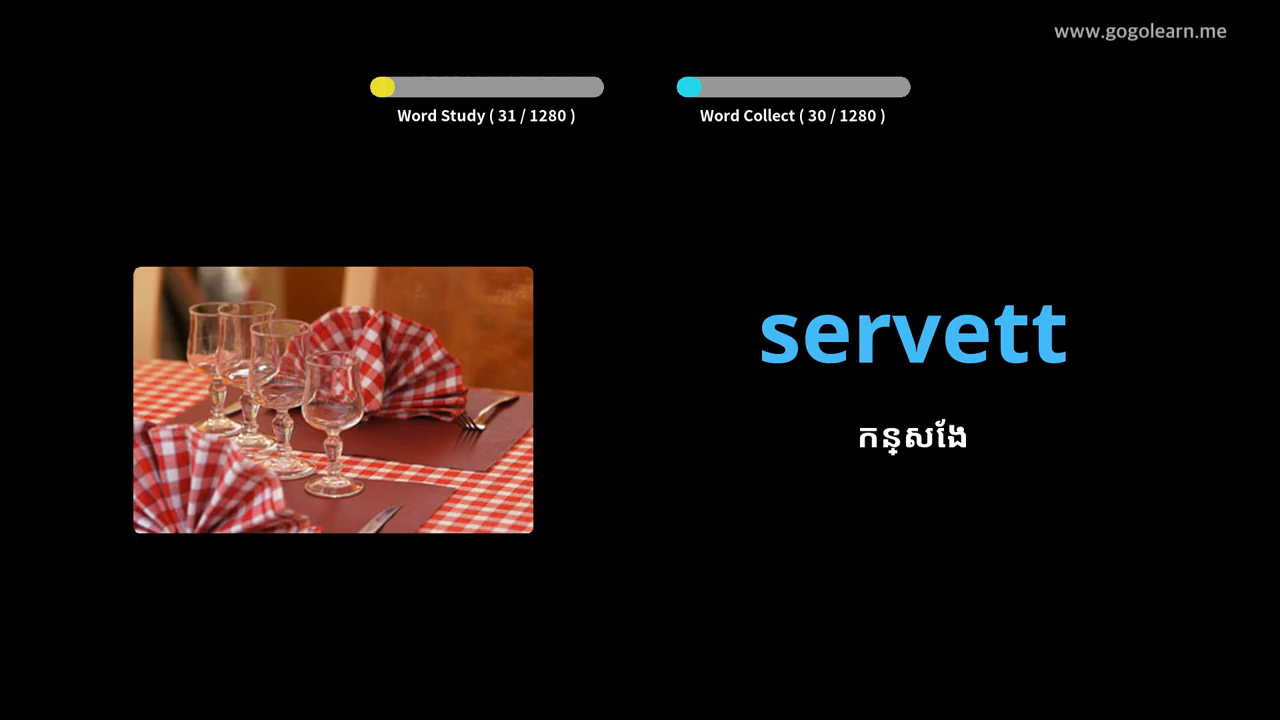 www.gogolearn.me
Word Study ( 31 / 1280 )
Word Collect ( 30 / 1280 )
servett
កន្សែង